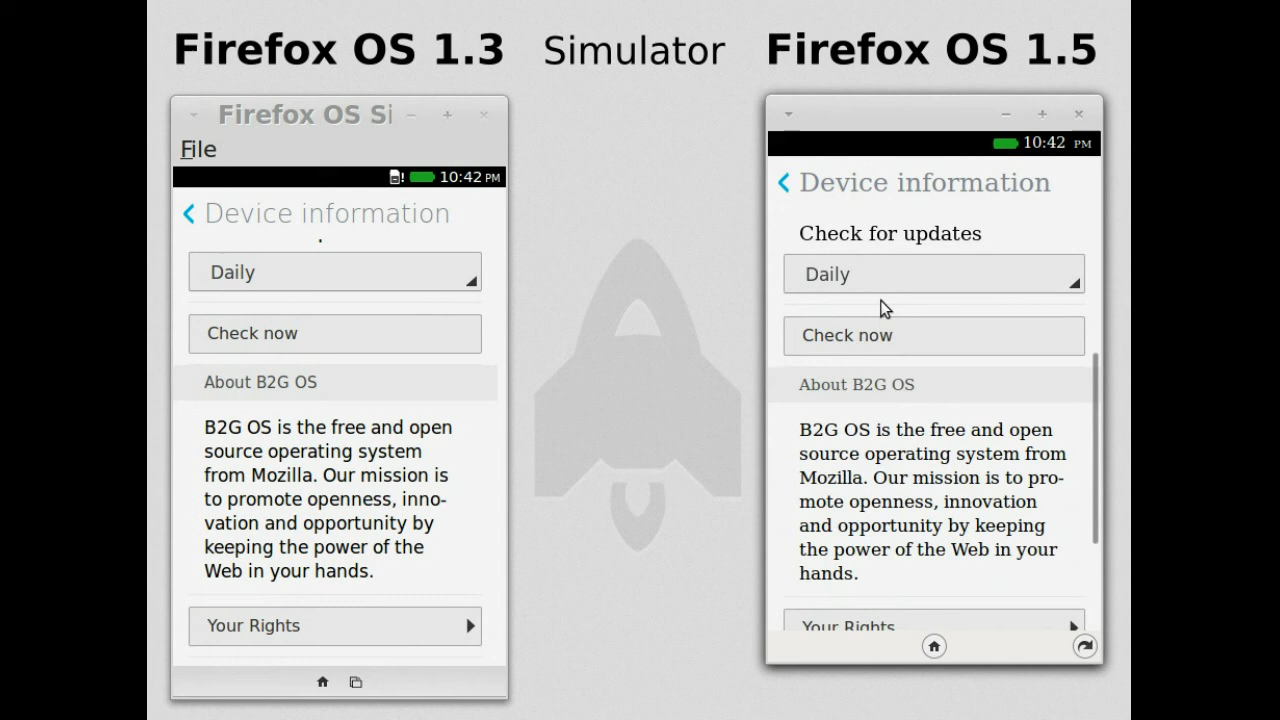 Firefox OS 1.3 Simulator Firefox OS 1.5
Firefox OS Si
File
10:42 PM
Device information
Daily
Check now
About B2G OS
B2G OS is the free and open
source operating system
from Mozilla. Our mission is
to promote openness, inno-
vation and opportunity by
keeping the power of the
Web in your hands.
Your Rights
10:42 PM
Device information
Check for updates
Daily
Check now
About B2G OS
B2G OS is the free and open
source operating system from
Mozilla. Our mission is to pro-
mote openness, innovation
and opportunity by keeping
the power of the Web in your
hands.
Your Rights